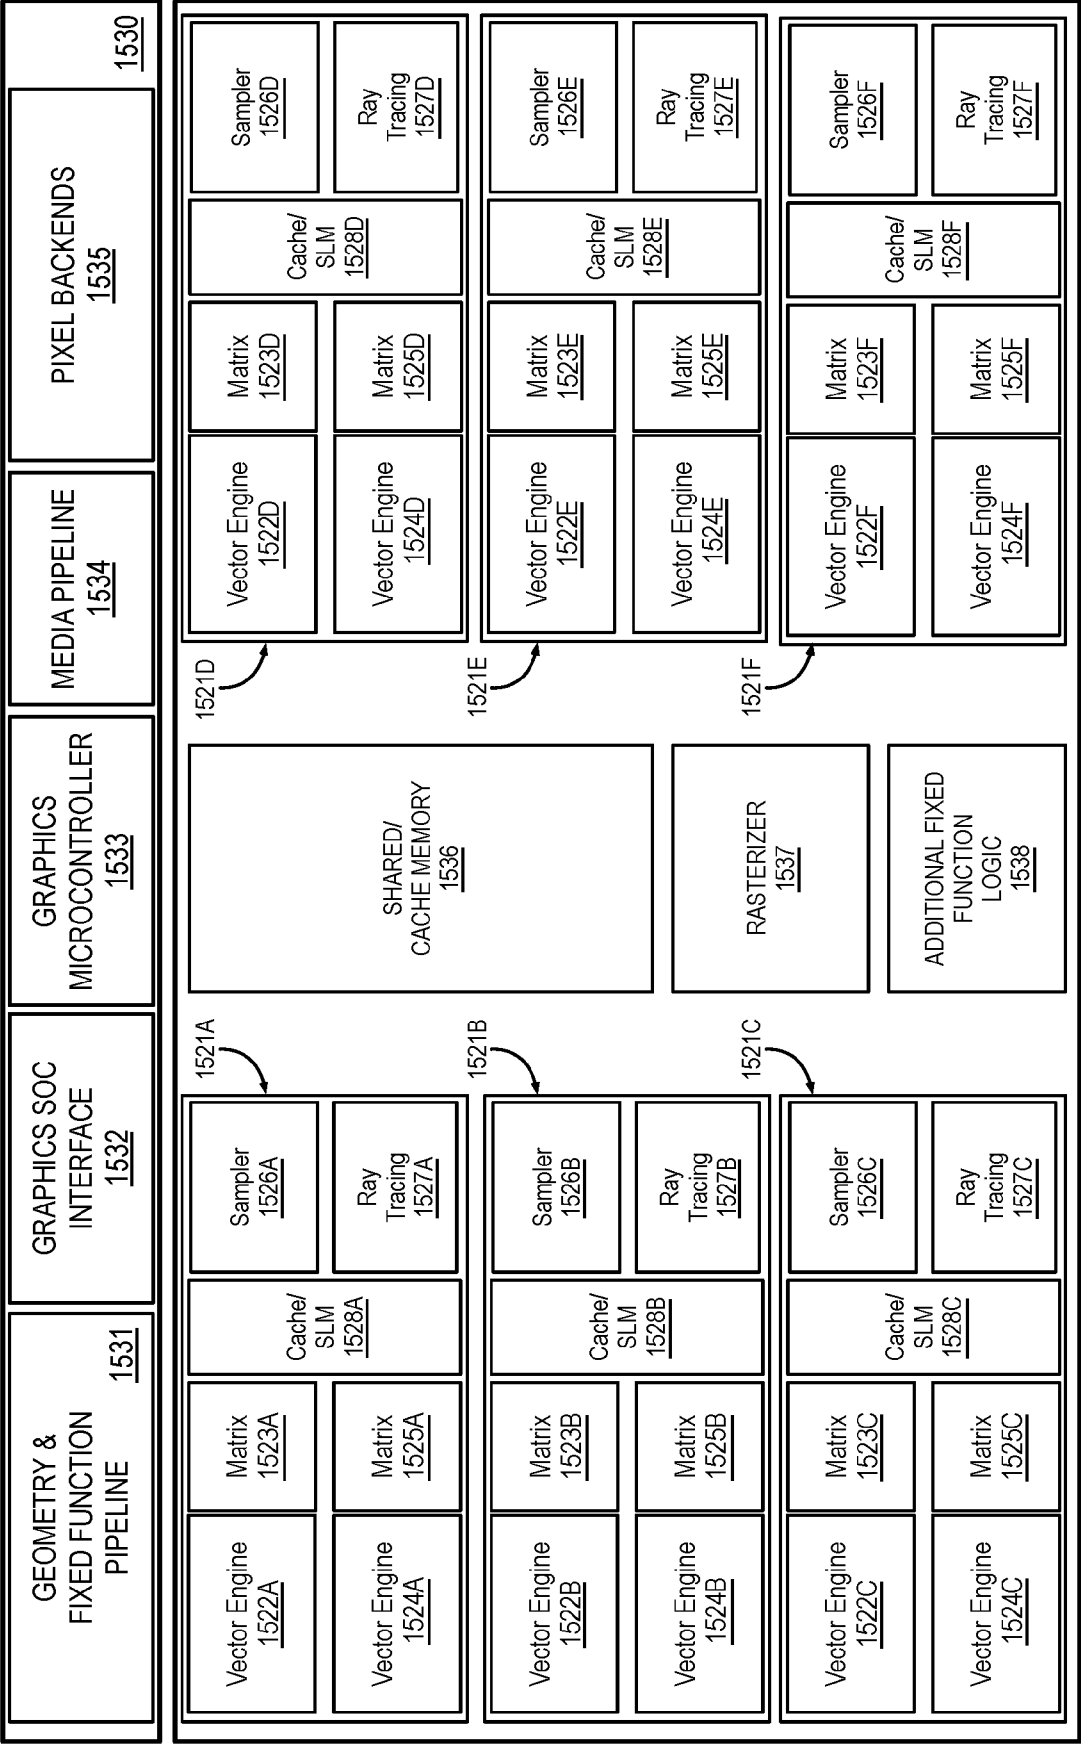 GEOMETRY &
FIXED FUNCTION
PIPELINE
1531
GRAPHICS SOC
INTERFACE
1532
GRAPHICS
MICROCONTROLLER
1533
MEDIA PIPELINE
1534
PIXEL BACKENDS
1535
1530
Vector Engine
1522A
Matrix
1523A
Cache/
SLM
1528A
Sampler
1526A
Vector Engine
1524A
Matrix
1525A
Ray
Tracing
1527A
1521A
Vector Engine
1522B
Matrix
1523B
Cache/
SLM
1528B
Sampler
1526B
Vector Engine
1524B
Matrix
1525B
Ray
Tracing
1527B
1521B
Vector Engine
1522C
Matrix
1523C
Cache/
SLM
1528C
Sampler
1526C
Vector Engine
1524C
Matrix
1525C
Ray
Tracing
1527C
1521C
SHARED/
CACHE MEMORY
1536
RASTERIZER
1537
ADDITIONAL FIXED
FUNCTION
LOGIC
1538
1521D
Vector Engine
1522D
Matrix
1523D
Cache/
SLM
1528D
Sampler
1526D
Vector Engine
1524D
Matrix
1525D
Ray
Tracing
1527D
1521E
Vector Engine
1522E
Matrix
1523E
Cache/
SLM
1528E
Sampler
1526E
Vector Engine
1524E
Matrix
1525E
Ray
Tracing
1527E
1521F
Vector Engine
1522F
Matrix
1523F
Cache/
SLM
1528F
Sampler
1526F
Vector Engine
1524F
Matrix
1525F
Ray
Tracing
1527F